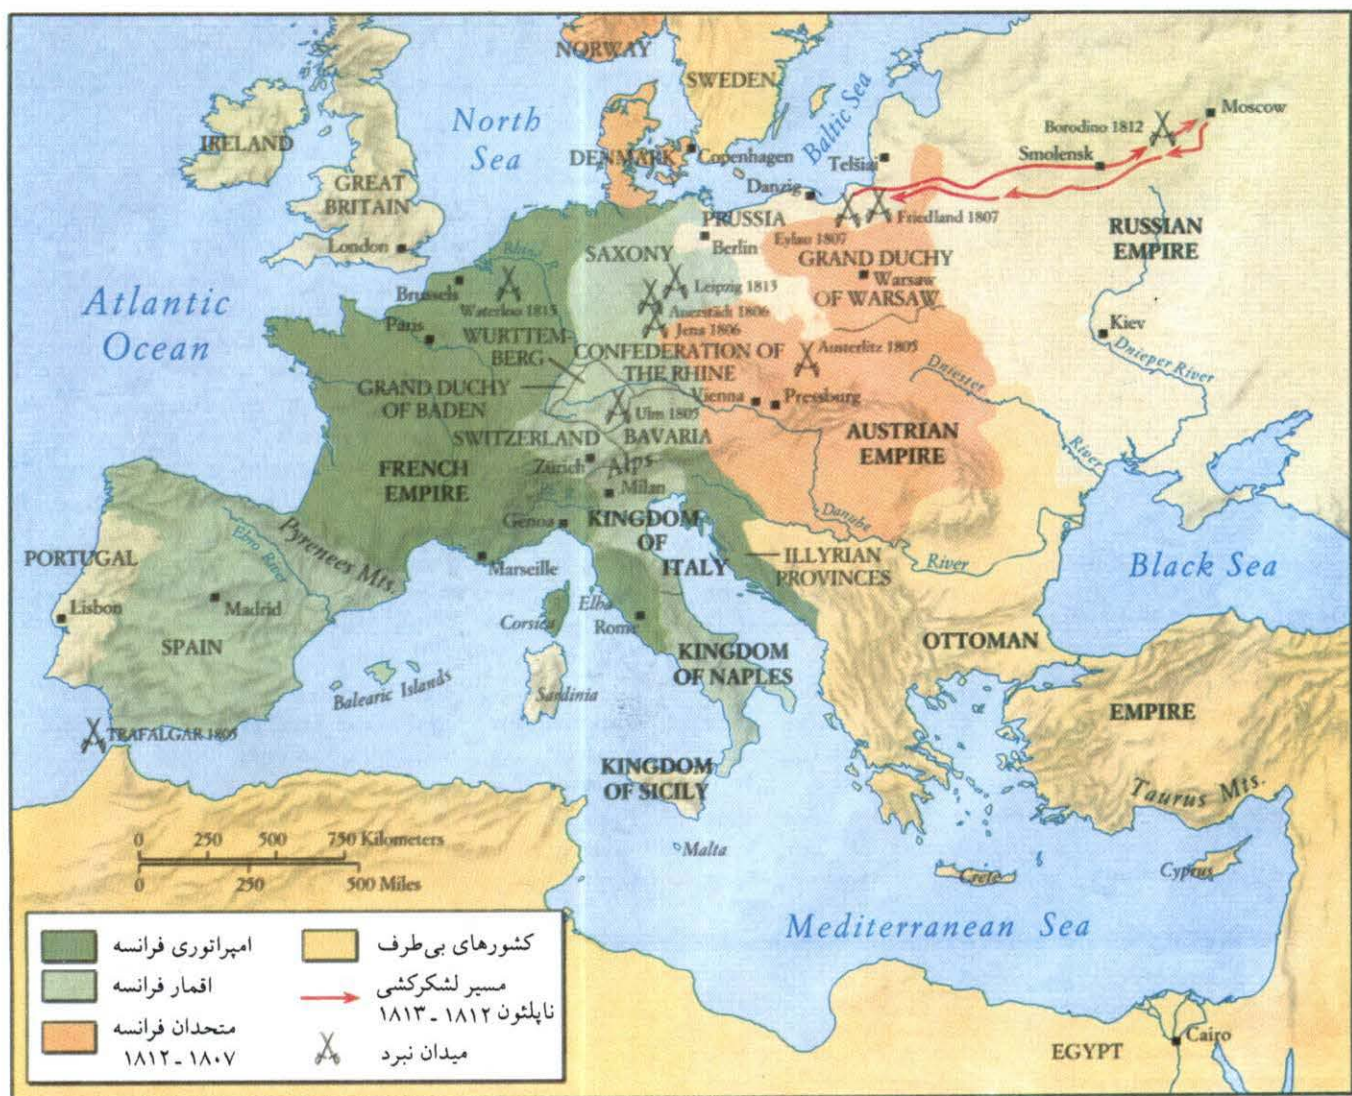 NORWAY
SWEDEN
Baltic Sea
North
Sea
IRELAND
DENMARK
Copenhagen
Telšiai
Moscow
Borodino 1812
Smolensk
GREAT
BRITAIN
London
Danzig
PRUSSIA
Berlin
Eylau 1807
Friedland 1807
RUSSIAN
EMPIRE
SAXONY
GRAND DUCHY
OF WARSAW
Warsaw
Atlantic
Ocean
Rhine
Brussels
Waterloo 1815
Paris
Leipzig 1813
Auerstädt 1806
Jena 1806
WURTTEM-
BERG
CONFEDERATION OF
THE RHINE
Austerlitz 1805
Kiev
Dnieper River
Dniester
River
GRAND DUCHY
OF BADEN
Vienna
Pressburg
Ulm 1805
SWITZERLAND
BAVARIA
AUSTRIAN
EMPIRE
FRENCH
EMPIRE
Zürich
Alps
Milan
Genoa
KINGDOM
OF
ITALY
Danube
River
ILLYRIAN
PROVINCES
Black Sea
PORTUGAL
Ebro River
Pyrenees Mts.
Marseille
Lisbon
Madrid
SPAIN
Corsica
Elba
Rome
OTTOMAN
EMPIRE
KINGDOM
OF NAPLES
Balearic Islands
Sardinia
TRAFALGAR 1805
KINGDOM
OF SICILY
Taurus Mts.
Malta
Crete
Cyprus
Mediterranean Sea
EGYPT
Cairo
0 250 500 750 Kilometers
0 250 500 Miles
امپراتوری فرانسه
اقمار فرانسه
متحدان فرانسه
۱۸۰۷ - ۱۸۱۲
کشورهای بی‌طرف
مسیر لشکرکشی
ناپلئون ۱۸۱۲ - ۱۸۱۳
میدان نبرد